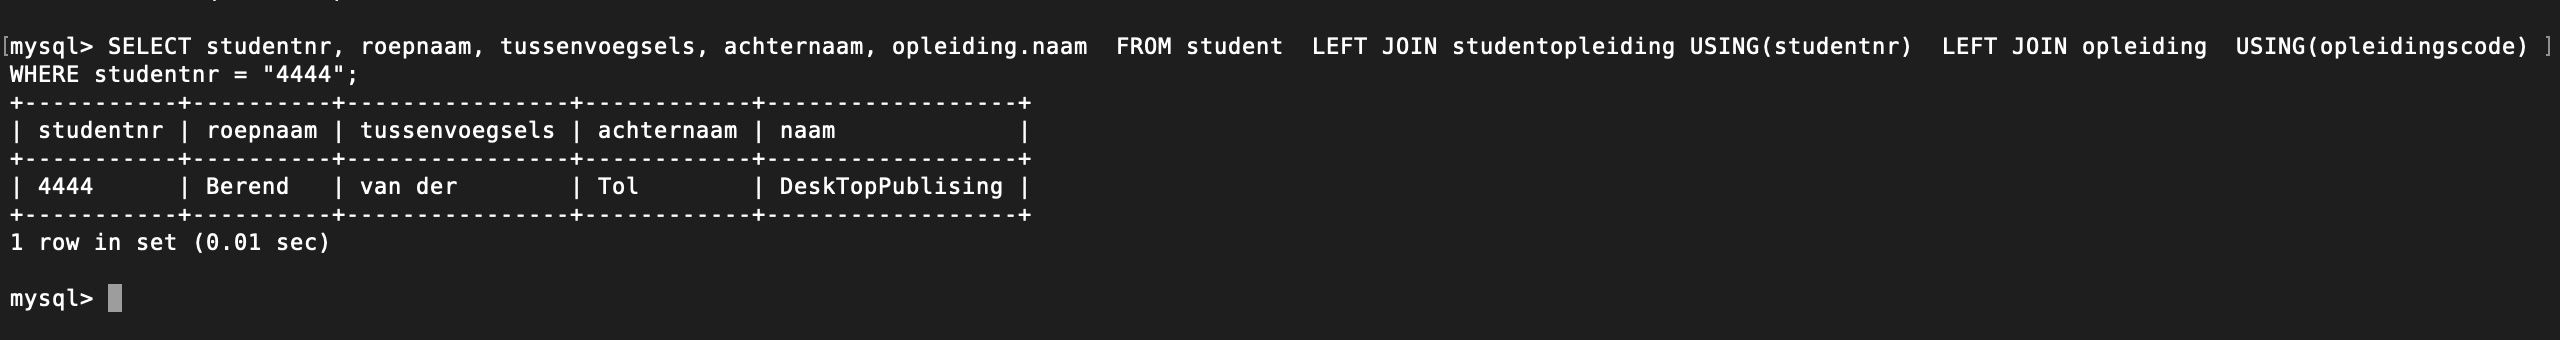 [mysql> SELECT studentnr, roepnaam, tussenvoegsels, achternaam, opleiding.naam  FROM student  LEFT JOIN studentopleiding USING(studentnr)  LEFT JOIN opleiding  USING(opleidingscode) ]
WHERE studentnr = "4444";
+-----------+----------+----------------+------------+------------------+
| studentnr | roepnaam | tussenvoegsels | achternaam | naam             |
+-----------+----------+----------------+------------+------------------+
| 4444      | Berend   | van der        | Tol        | DeskTopPublising |
+-----------+----------+----------------+------------+------------------+
1 row in set (0.01 sec)
mysql>